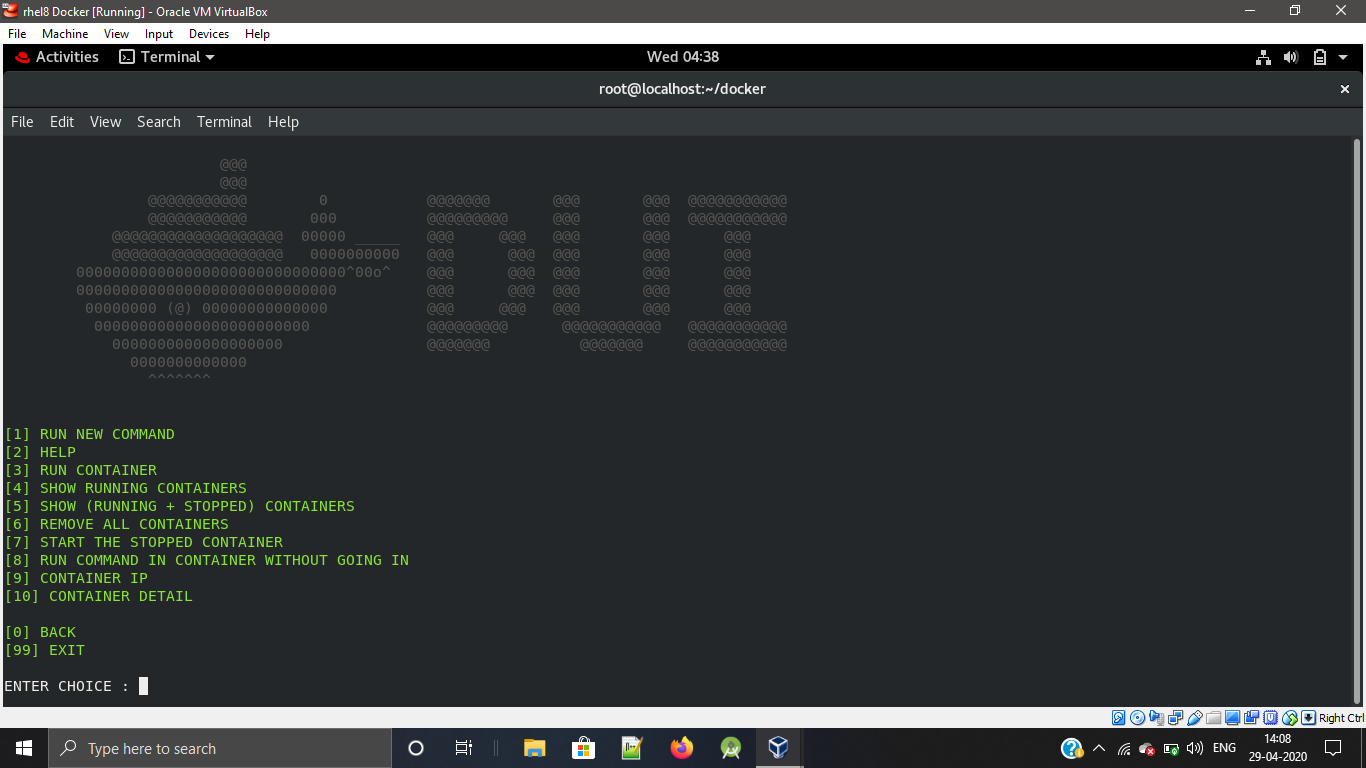 rhel8 Docker [Running] - Oracle VM VirtualBox
File Machine View Input Devices Help
Activities Terminal Wed 04:38
root@localhost:~/docker
File Edit View Search Terminal Help
@@@
@@@
@@@@@@@@@@@ 0 @@@@@@@ @@@ @@@ @@@@@@@@@@@
@@@@@@@@@@@ 000 @@@@@@@@@ @@@ @@@ @@@@@@@@@@@
@@@@@@@@@@@@@@@@@@@ 00000 _____ @@@ @@@ @@@ @@@ @@@
@@@@@@@@@@@@@@@@@@@ 0000000000 @@@ @@@ @@@ @@@ @@@
000000000000000000000000000000^00o^ @@@ @@@ @@@ @@@ @@@
00000000000000000000000000000 @@@ @@@ @@@ @@@ @@@
00000000 (@) 00000000000000 @@@ @@@ @@@ @@@ @@@
000000000000000000000000 @@@@@@@@@ @@@@@@@@@@@ @@@@@@@@@@@
0000000000000000000 @@@@@@@ @@@@@@@ @@@@@@@@@@@
0000000000000
^^^^^^^
[1] RUN NEW COMMAND
[2] HELP
[3] RUN CONTAINER
[4] SHOW RUNNING CONTAINERS
[5] SHOW (RUNNING + STOPPED) CONTAINERS
[6] REMOVE ALL CONTAINERS
[7] START THE STOPPED CONTAINER
[8] RUN COMMAND IN CONTAINER WITHOUT GOING IN
[9] CONTAINER IP
[10] CONTAINER DETAIL
[0] BACK
[99] EXIT
ENTER CHOICE :
Right Ctrl
Type here to search
ENG
14:08
29-04-2020